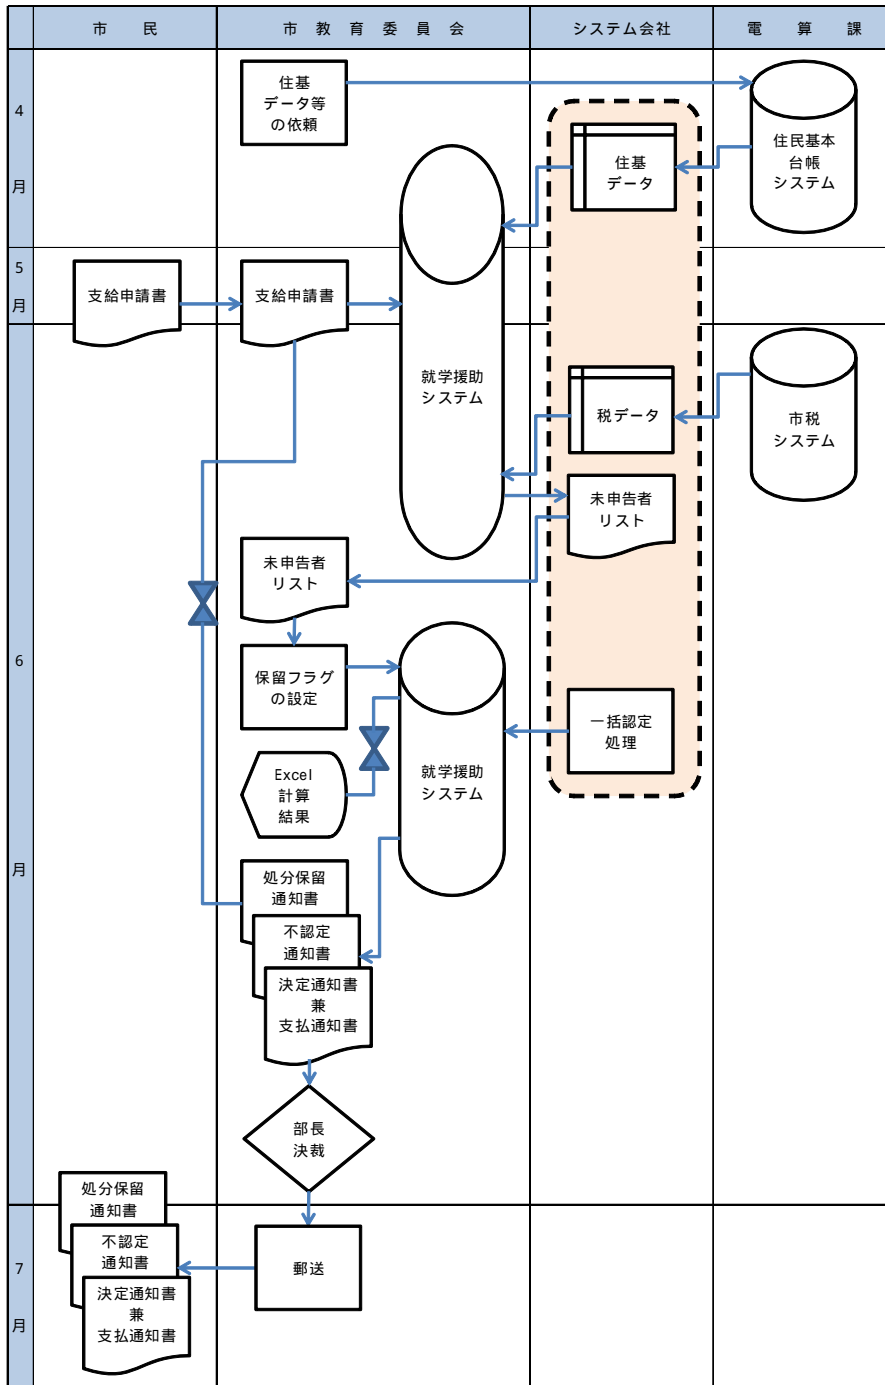 市民
市教育委員会
システム会社
電算課
4
月
住基
データ等
の依頼
住基
データ
住民基本
台帳
システム
5
月
支給申請書
支給申請書
就学援助
システム
税データ
市税
システム
未申告者
リスト
6
月
未申告者
リスト
保留フラグ
の設定
一括認定
処理
Excel
計算
結果
就学援助
システム
処分保留
通知書
不認定
通知書
決定通知書
兼
支払通知書
部長
決裁
7
月
処分保留
通知書
不認定
通知書
決定通知書
兼
支払通知書
郵送